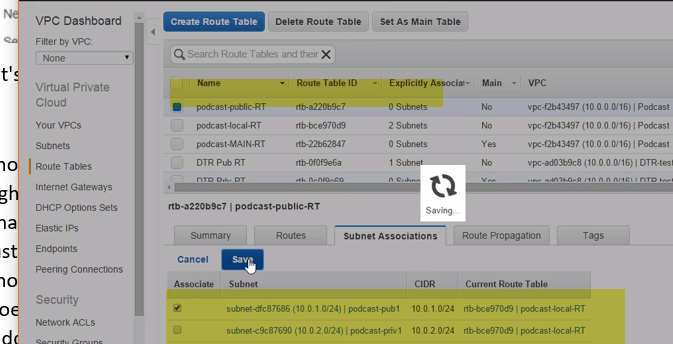 Ne
VPC Dashboard
Filter by VPC:
None
Virtual Private Cloud
Your VPCs
Subnets
Route Tables
Internet Gateways
DHCP Options Sets
Elastic IPs
Endpoints
Peering Connections
Security
Network ACLs
Security Groups
Create Route Table Delete Route Table Set As Main Table
Search Route Tables and their X
Name Route Table ID Explicitly Associat Main VPC
podcast-public-RT rtb-a220b9c7 0 Subnets No vpc-f2b43497 (10.0.0.0/16) | Podcast
podcast-local-RT rtb-bce970d9 2 Subnets No vpc-f2b43497 (10.0.0.0/16) | Podcast
podcast-MAIN-RT rtb-22b62847 0 Subnets Yes vpc-f2b43497 (10.0.0.0/16) | Podcast
DTR Pub RT rtb-0f0f9e6a 1 Subnet No vpc-ad03b9c8 (10.0.0.0/16) | DTR-test
DTR Priv RT rtb-0c0f9e69 Subnets Yes vpc-ad03b9c8 (10.0.0.0/16) | DTR-test
Saving...
rtb-a220b9c7 | podcast-public-RT
Summary Routes Subnet Associations Route Propagation Tags
Cancel Save
Associate Subnet CIDR Current Route Table
subnet-dfc87686 (10.0.1.0/24) | podcast-pub1 10.0.1.0/24 rtb-bce970d9 | podcast-local-RT
subnet-c9c87690 (10.0.2.0/24) | podcast-priv1 10.0.2.0/24 rtb-bce970d9 | podcast-local-RT